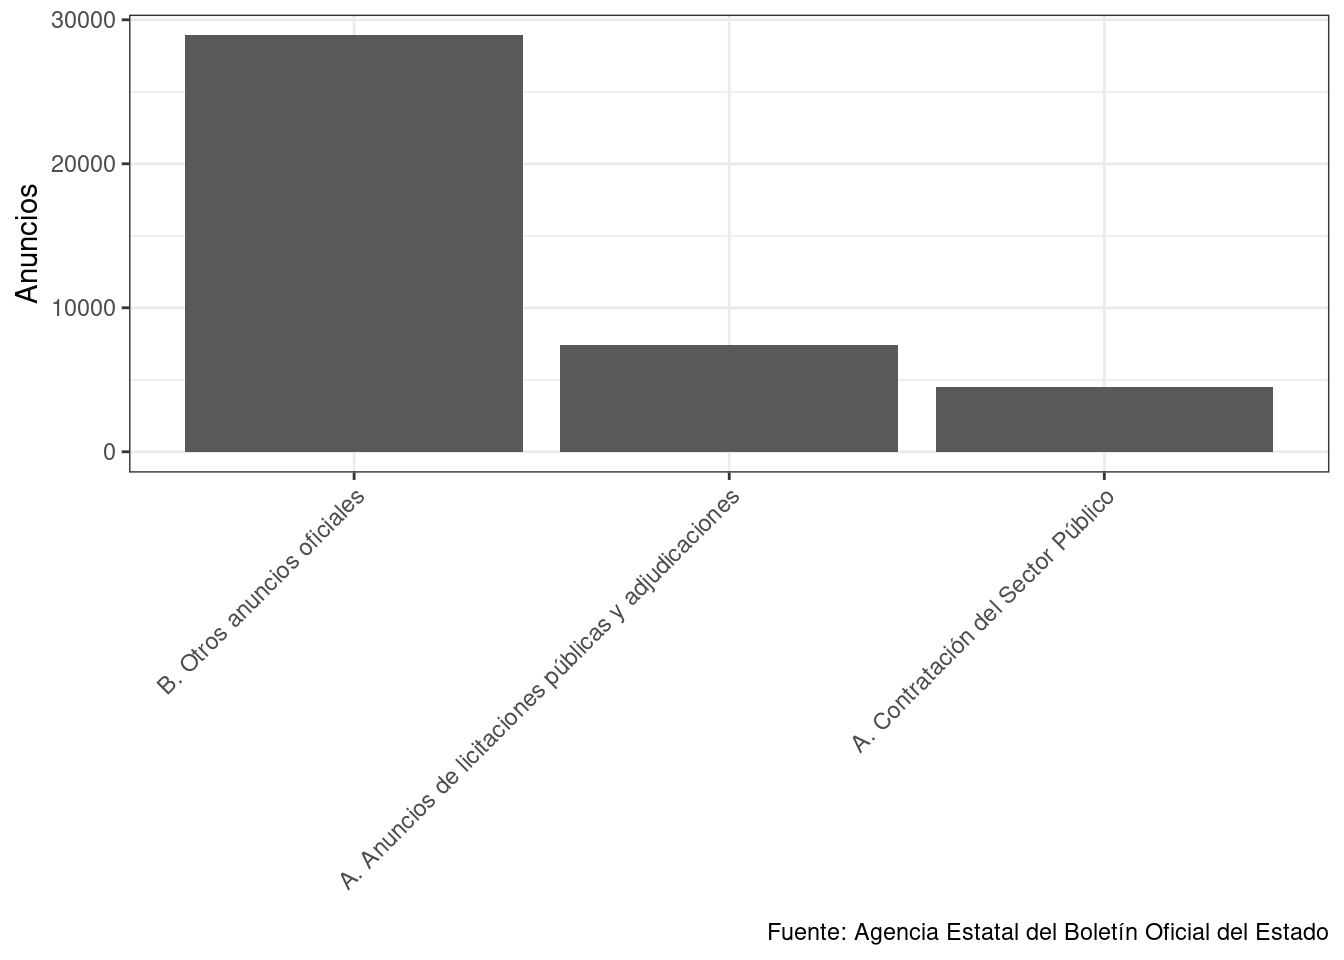 Anuncios
30000
20000
10000
0
B. Otros anuncios oficiales
A. Anuncios de licitaciones públicas y adjudicaciones
A. Contratación del Sector Público
Fuente: Agencia Estatal del Boletín Oficial del Estado